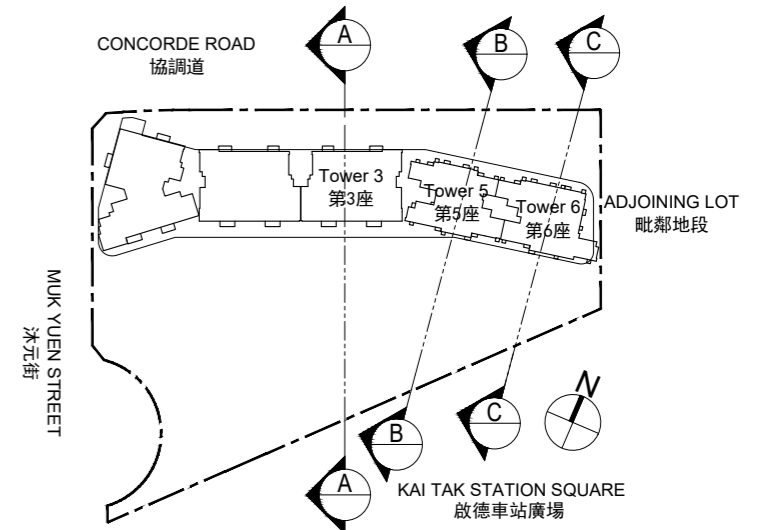 CONCORDE ROAD
協調道
A
B
C
Tower 3
第3座
Tower 5
第5座
Tower 6
第6座
ADJOINING LOT
毗鄰地段
MUK YUEN STREET
沐元街
N
B
C
A
KAI TAK STATION SQUARE
啟德車站廣場